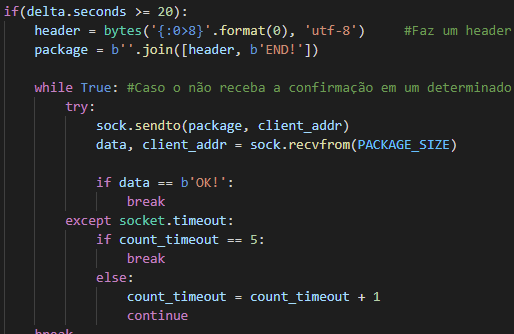 if(delta.seconds >= 20):
    header = bytes('{:0>8}'.format(0), 'utf-8')     #Faz um header
    package = b''.join([header, b'END!'])
    while True: #Caso o não receba a confirmação em um determinado
        try:
            sock.sendto(package, client_addr)
            data, client_addr = sock.recvfrom(PACKAGE_SIZE)
            if data == b'OK!':
                break
        except socket.timeout:
            if count_timeout == 5:
                break
            else:
                count_timeout = count_timeout + 1
                continue
    break